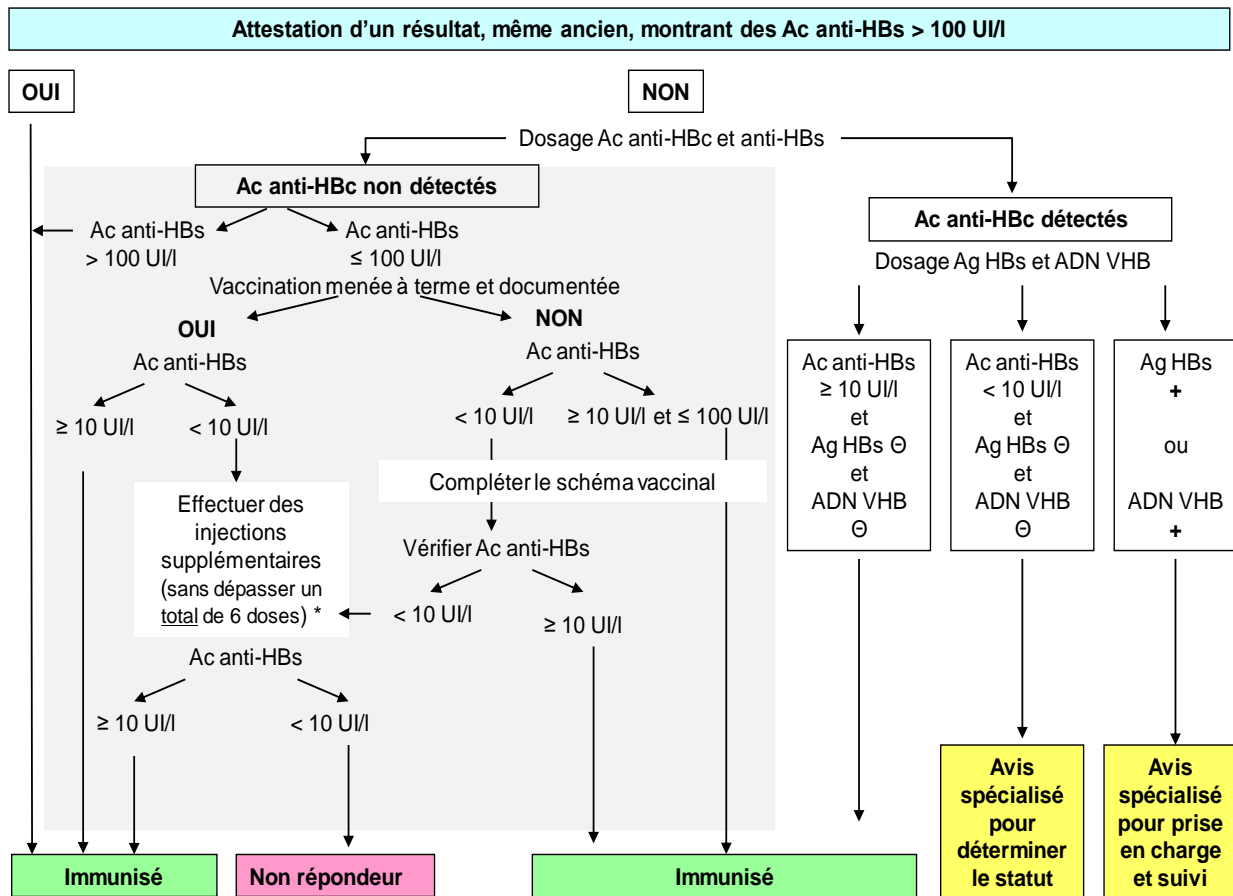 Attestation d'un résultat, même ancien, montrant des Ac anti-HBs > 100 UI/l
OUI
NON
Dosage Ac anti-HBc et anti-HBs
Ac anti-HBc non détectés
Ac anti-HBs
> 100 UI/l
Ac anti-HBs
≤ 100 UI/l
Vaccination menée à terme et documentée
OUI
Ac anti-HBs
≥ 10 UI/l
< 10 UI/l
Effectuer des
injections
supplémentaires
(sans dépasser un
total de 6 doses) *
Ac anti-HBs
≥ 10 UI/l
< 10 UI/l
NON
Ac anti-HBs
< 10 UI/l
≥ 10 UI/l et ≤ 100 UI/l
Compléter le schéma vaccinal
Vérifier Ac anti-HBs
< 10 UI/l
≥ 10 UI/l
Ac anti-HBc détectés
Dosage Ag HBs et ADN VHB
Ac anti-HBs
≥ 10 UI/l
et
Ag HBs Θ
et
ADN VHB
Θ
Ac anti-HBs
< 10 UI/l
et
Ag HBs Θ
et
ADN VHB
Θ
Ag HBs
+
ou
ADN VHB
+
Immunisé
Non répondeur
Immunisé
Avis
spécialisé
pour
déterminer
le statut
Avis
spécialisé
pour prise
en charge
et suivi